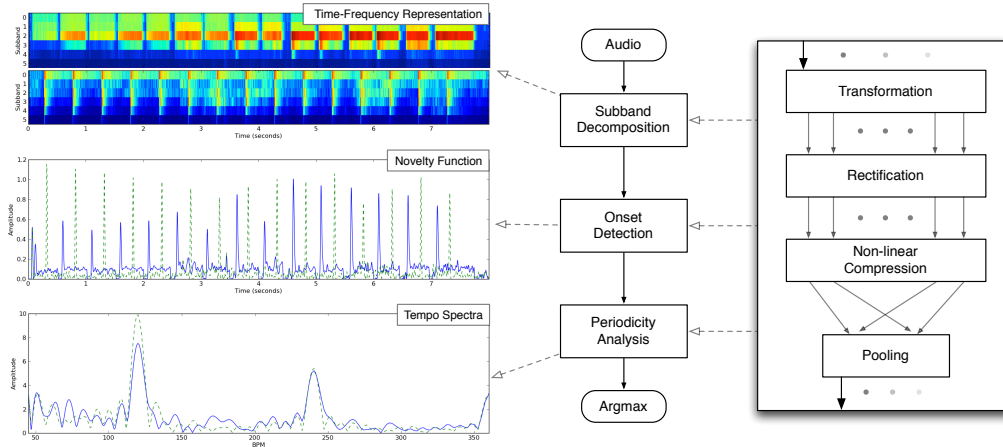 Time-Frequency Representation
Subband
0
1
2
3
4
5
Subband
0
1
2
3
4
5
0 1 2 3 4 5 6 7
Time (seconds)
Novelty Function
Amplitude
1.2
1.0
0.8
0.6
0.4
0.2
0.0
0 1 2 3 4 5 6 7
Time (seconds)
Tempo Spectra
Amplitude
10
8
6
4
2
0
50 100 150 200 250 300 350
BPM
Audio
Subband
Decomposition
Onset
Detection
Periodicity
Analysis
Argmax
Transformation
Rectification
Non-linear
Compression
Pooling